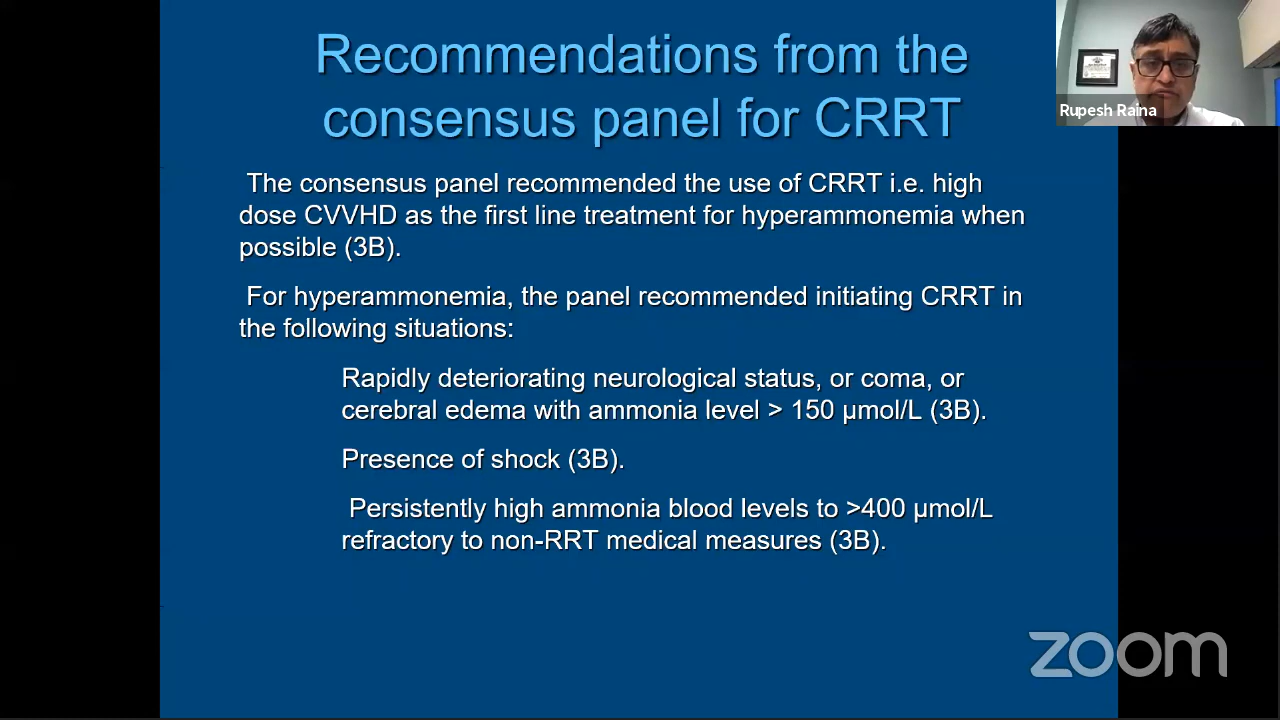 Recommendations from the
consensus panel for CRRT
Rupesh Raina
The consensus panel recommended the use of CRRT i.e. high
dose CVVHD as the first line treatment for hyperammonemia when
possible (3B).
For hyperammonemia, the panel recommended initiating CRRT in
the following situations:
Rapidly deteriorating neurological status, or coma, or
cerebral edema with ammonia level > 150 µmol/L (3B).
Presence of shock (3B).
Persistently high ammonia blood levels to >400 µmol/L
refractory to non-RRT medical measures (3B).
zoom